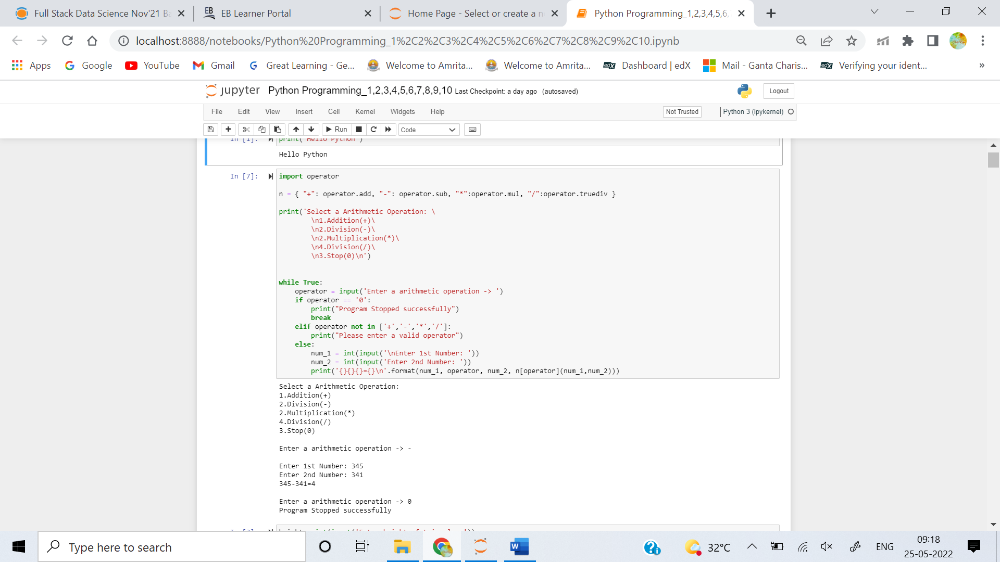 Full Stack Data Science Nov'21 Ba
EB Learner Portal
Home Page - Select or create a n
Python Programming_1,2,3,4,5,6,
localhost:8888/notebooks/Python%20Programming_1%2C2%2C3%2C4%2C5%2C6%2C7%2C8%2C9%2C10.ipynb
Apps
Google
YouTube
Gmail
Great Learning - Ge...
Welcome to Amrita...
Welcome to Amrita...
Dashboard | edX
Mail - Ganta Charis...
Verifying your ident...
»
jupyter Python Programming_1,2,3,4,5,6,7,8,9,10 Last Checkpoint: a day ago (autosaved)
Logout
File Edit View Insert Cell Kernel Widgets Help
Not Trusted
Python 3 (ipykernel)
Run
Code
In [1]: print("Hello Python")
Hello Python
In [7]: import operator
n = { "+": operator.add, "-": operator.sub, "*":operator.mul, "/":operator.truediv }
print('Select a Arithmetic Operation: \
\n1.Addition(+)\
\n2.Division(-)\
\n2.Multiplication(*)\
\n4.Division(/)\
\n3.Stop(0)\n')
while True:
operator = input('Enter a arithmetic operation -> ')
if operator == '0':
print("Program Stopped successfully")
break
elif operator not in ['+','-','*','/']:
print("Please enter a valid operator")
else:
num_1 = int(input('\nEnter 1st Number: '))
num_2 = int(input('Enter 2nd Number: '))
print('{}{}{}={}\n'.format(num_1, operator, num_2, n[operator](num_1,num_2)))
Select a Arithmetic Operation:
1.Addition(+)
2.Division(-)
2.Multiplication(*)
4.Division(/)
3.Stop(0)
Enter a arithmetic operation -> -
Enter 1st Number: 345
Enter 2nd Number: 341
345-341=4
Enter a arithmetic operation -> 0
Program Stopped successfully
Type here to search
32°C
ENG
09:18
25-05-2022